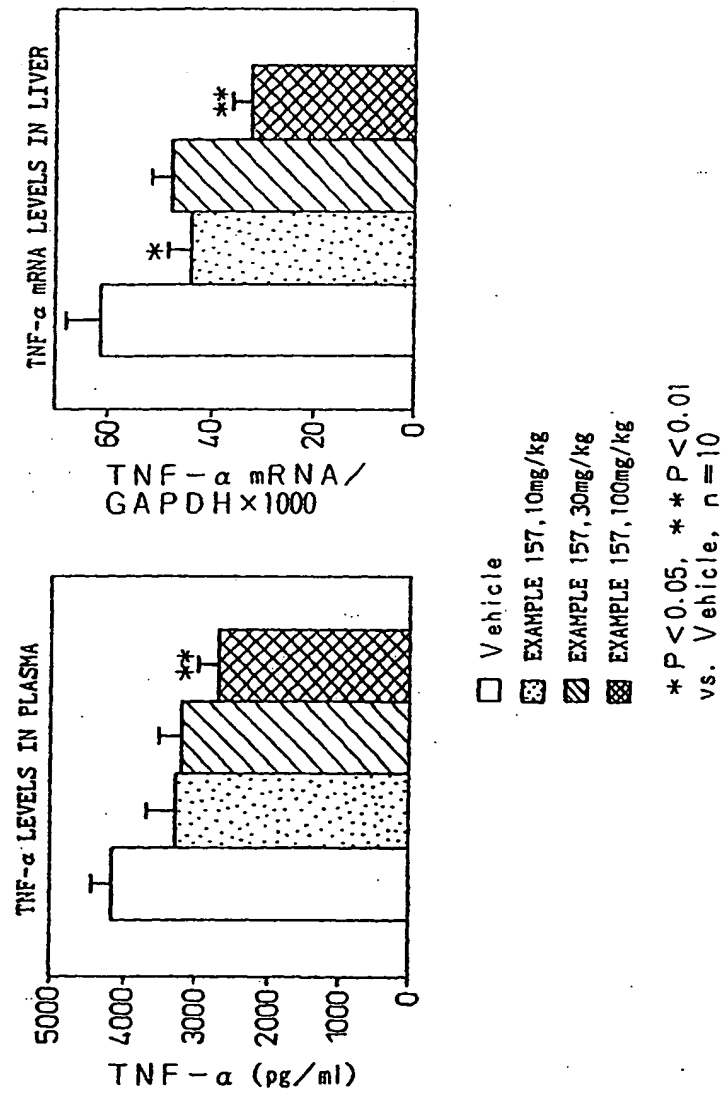 TNF-α LEVELS IN PLASMA
TNF-α (pg/ml)
5000
4000
3000
2000
1000
0
**
TNF-α mRNA LEVELS IN LIVER
TNF-α mRNA/
GAPDH×1000
60
40
20
0
*
**
Vehicle
EXAMPLE 157, 10mg/kg
EXAMPLE 157, 30mg/kg
EXAMPLE 157, 100mg/kg
*P<0.05, **P<0.01
vs. Vehicle, n=10